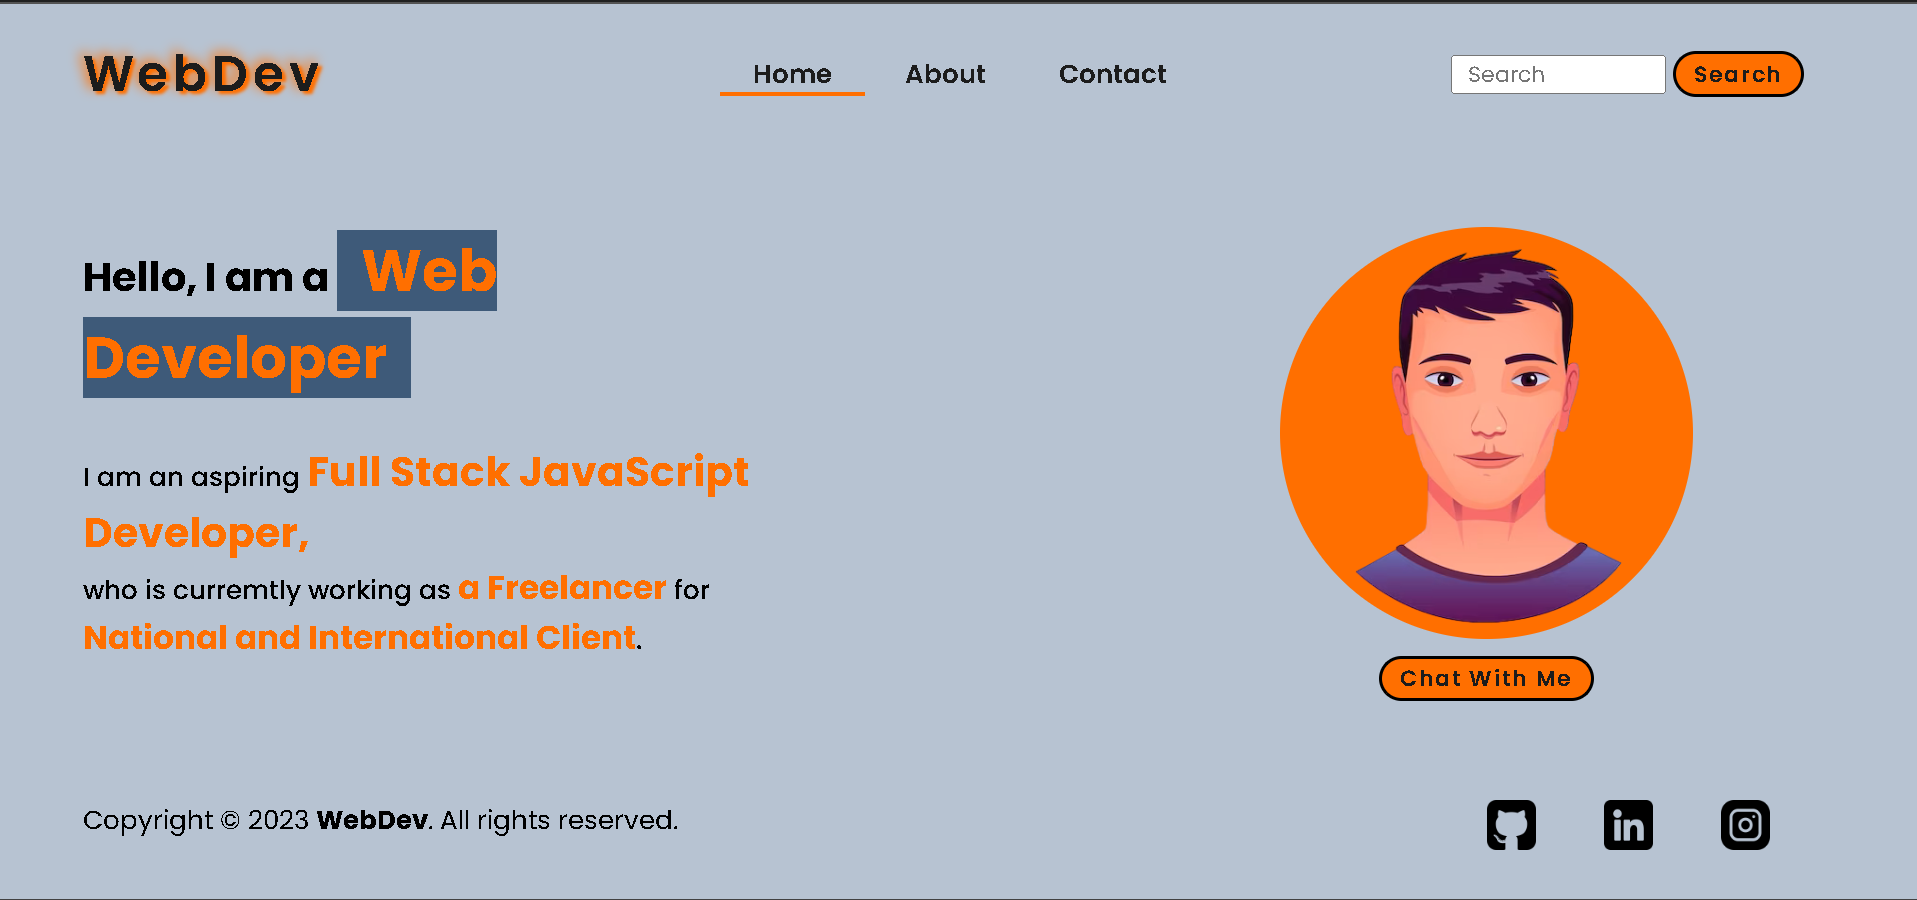 WebDev
Home About Contact
Search Search
Hello, I am a Web
Developer
I am an aspiring Full Stack JavaScript
Developer,
who is curremtly working as a Freelancer for
National and International Client.
Chat With Me
Copyright © 2023 WebDev. All rights reserved.
in